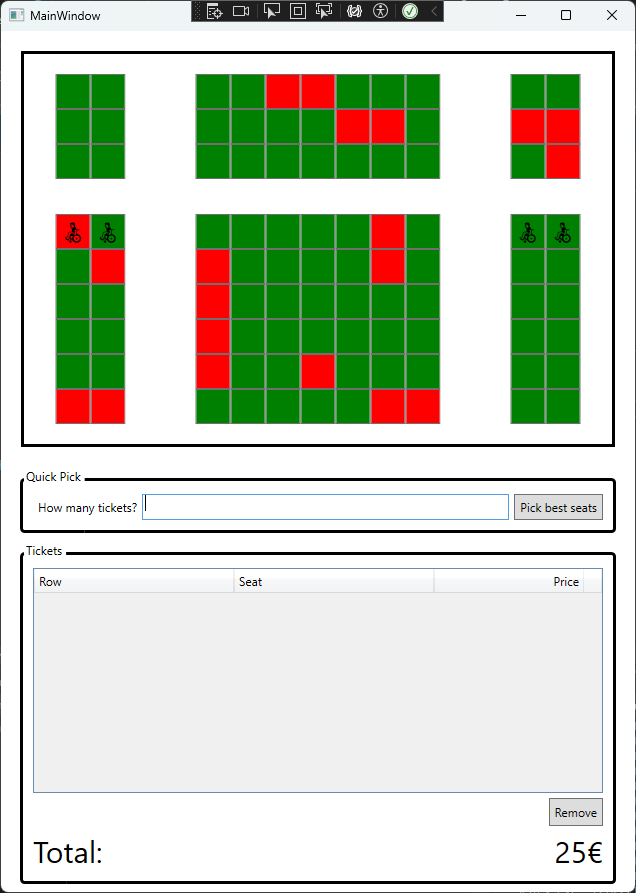 MainWindow
Quick Pick
How many tickets?
Pick best seats
Tickets
Row Seat Price
Remove
Total: 25€